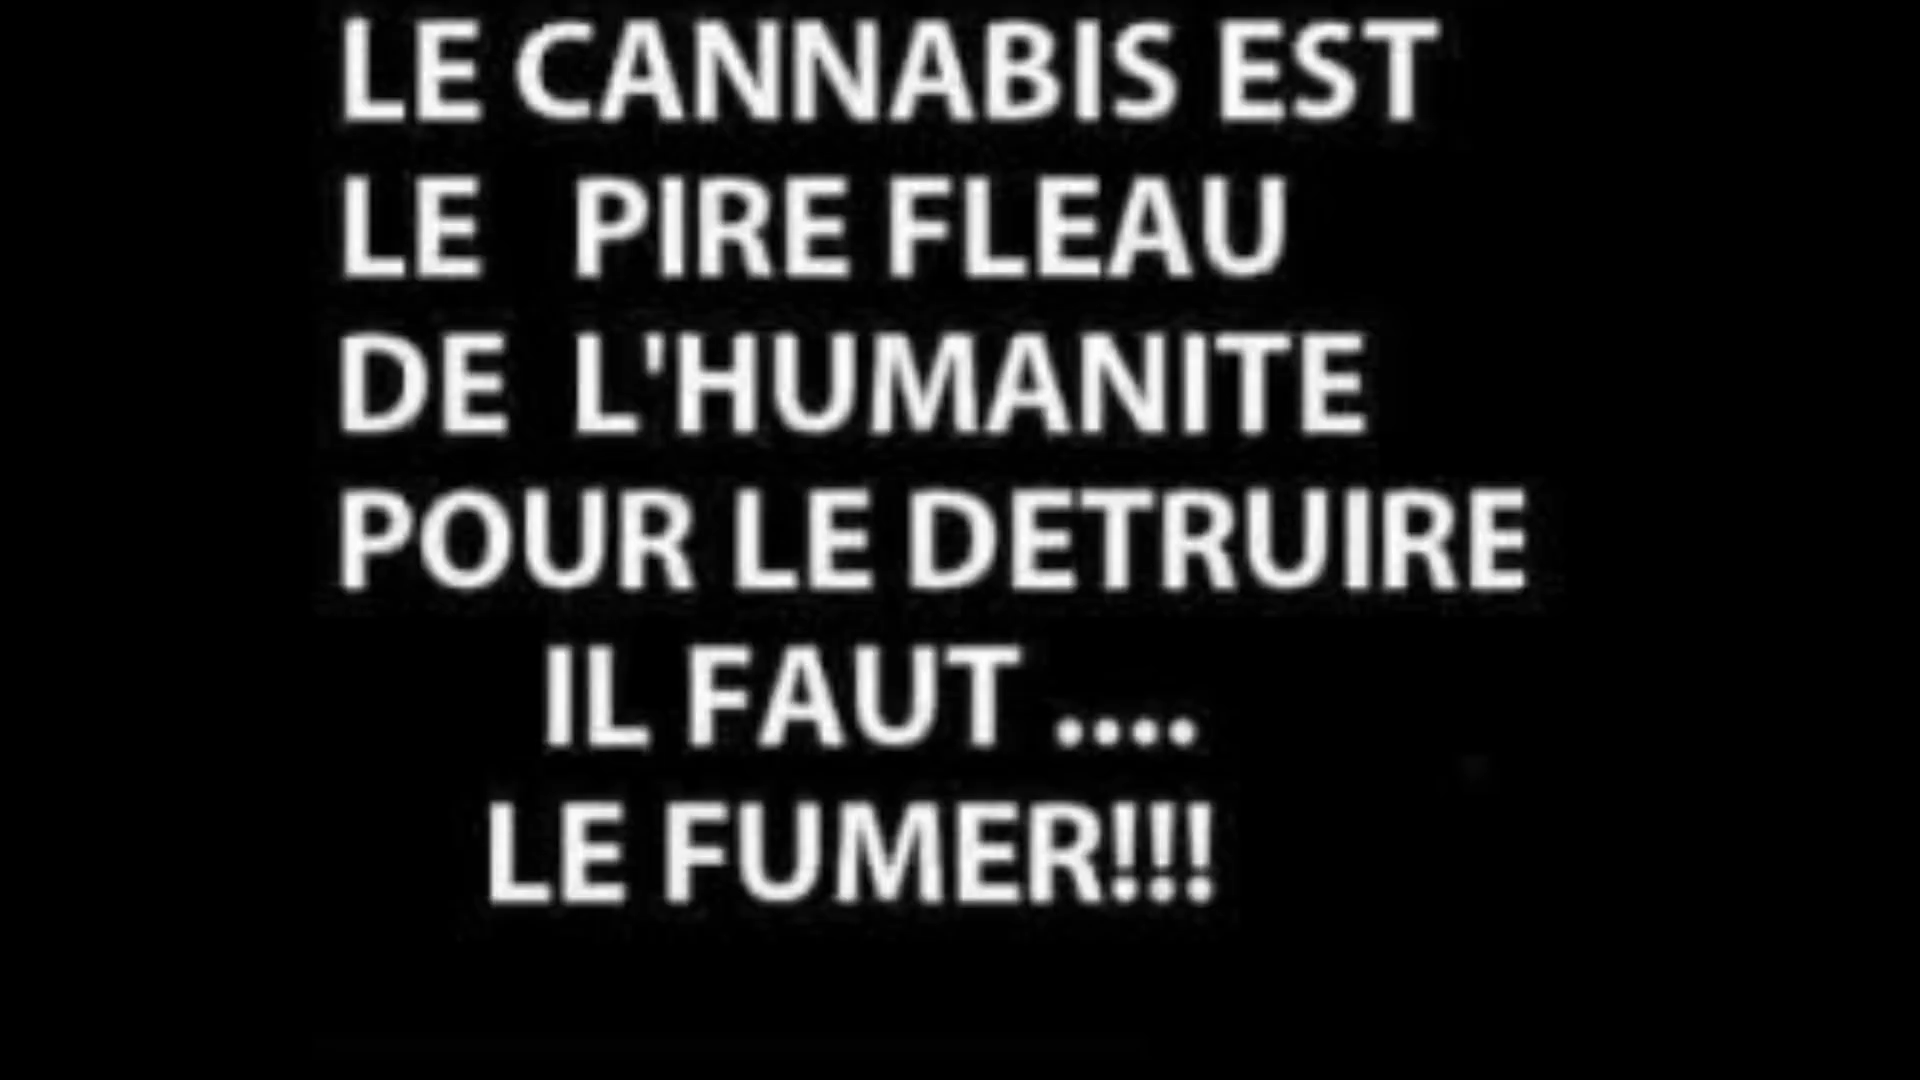 LE CANNABIS EST
LE PIRE FLEAU
DE L'HUMANITE
POUR LE DETRUIRE
IL FAUT ....
LE FUMER!!!